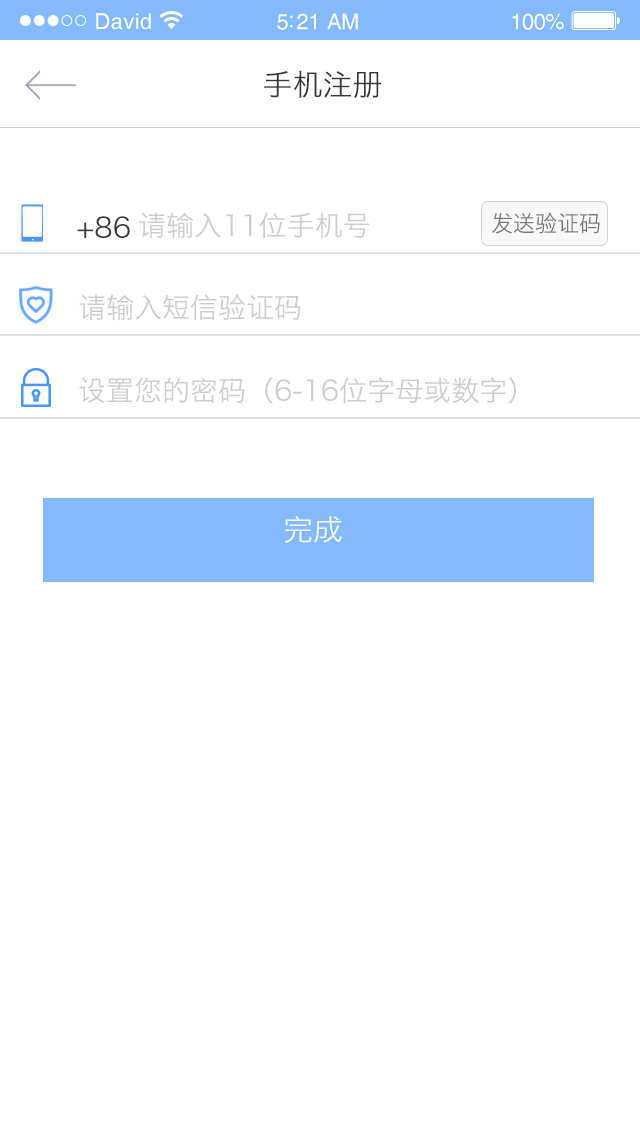 David 5:21 AM 100%
手机注册
+86 请输入11位手机号 发送验证码
请输入短信验证码
设置您的密码（6-16位字母或数字）
完成